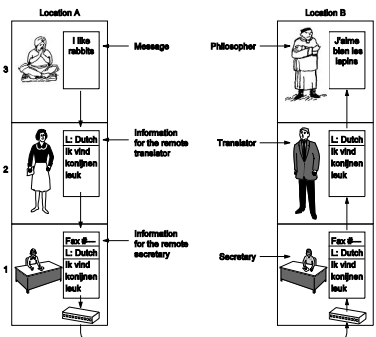 Location A
I like
rabbits
Message
3
L: Dutch
Ik vind
konijnen
leuk
Information
for the remote
translator
2
Fax #---
L: Dutch
Ik vind
konijnen
leuk
Information
for the remote
secretary
1
Location B
Philosopher
J'aime
bien les
lapins
Translator
L: Dutch
Ik vind
konijnen
leuk
Secretary
Fax #---
L: Dutch
Ik vind
konijnen
leuk